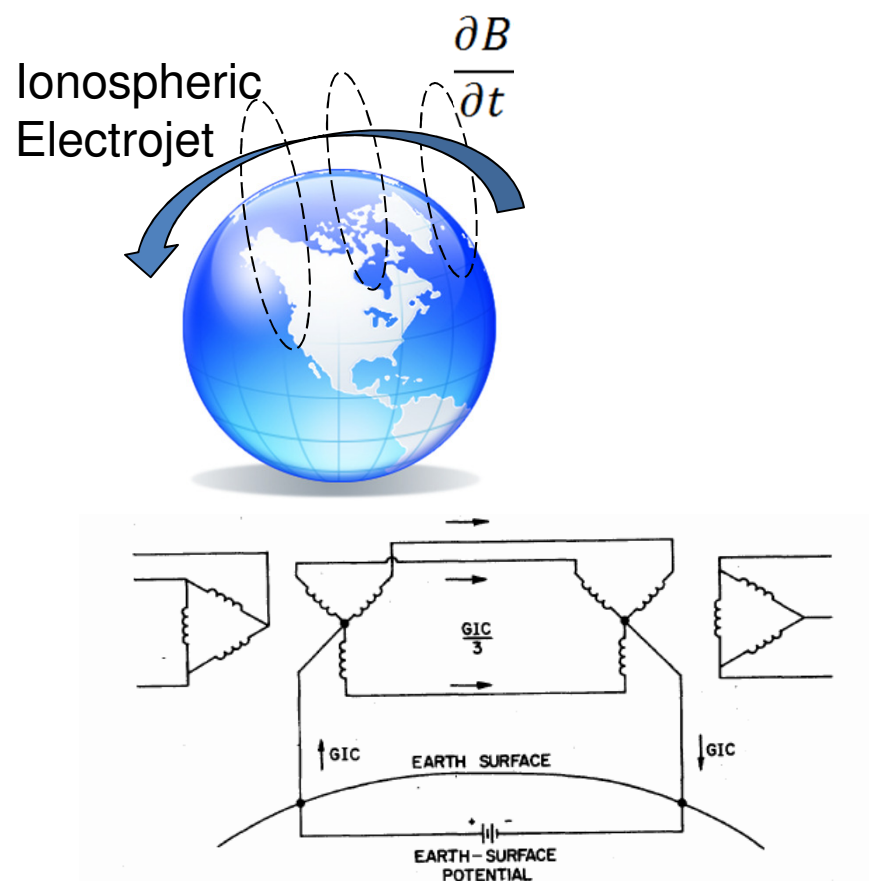 ∂B
∂t
Ionospheric
Electrojet
GIC
3
GIC
GIC
EARTH SURFACE
+ -
EARTH-SURFACE
POTENTIAL